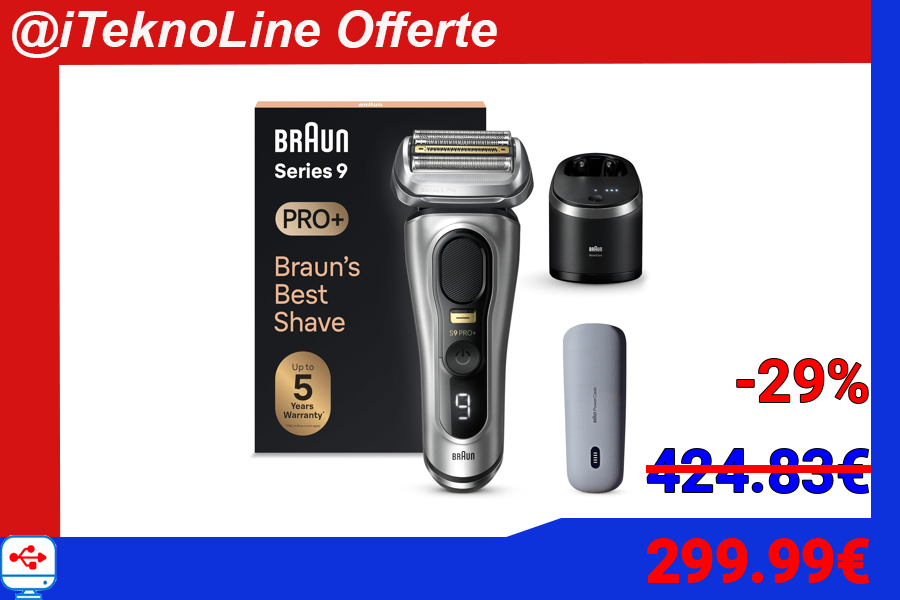 @iTeknoLine Offerte
BRAUN
Series 9
PRO+
Braun's
Best
Shave
Up to
5
Years
Warranty*
S9 PRO+
9
BRAUN
BRAUN
-29%
424.83€
299.99€